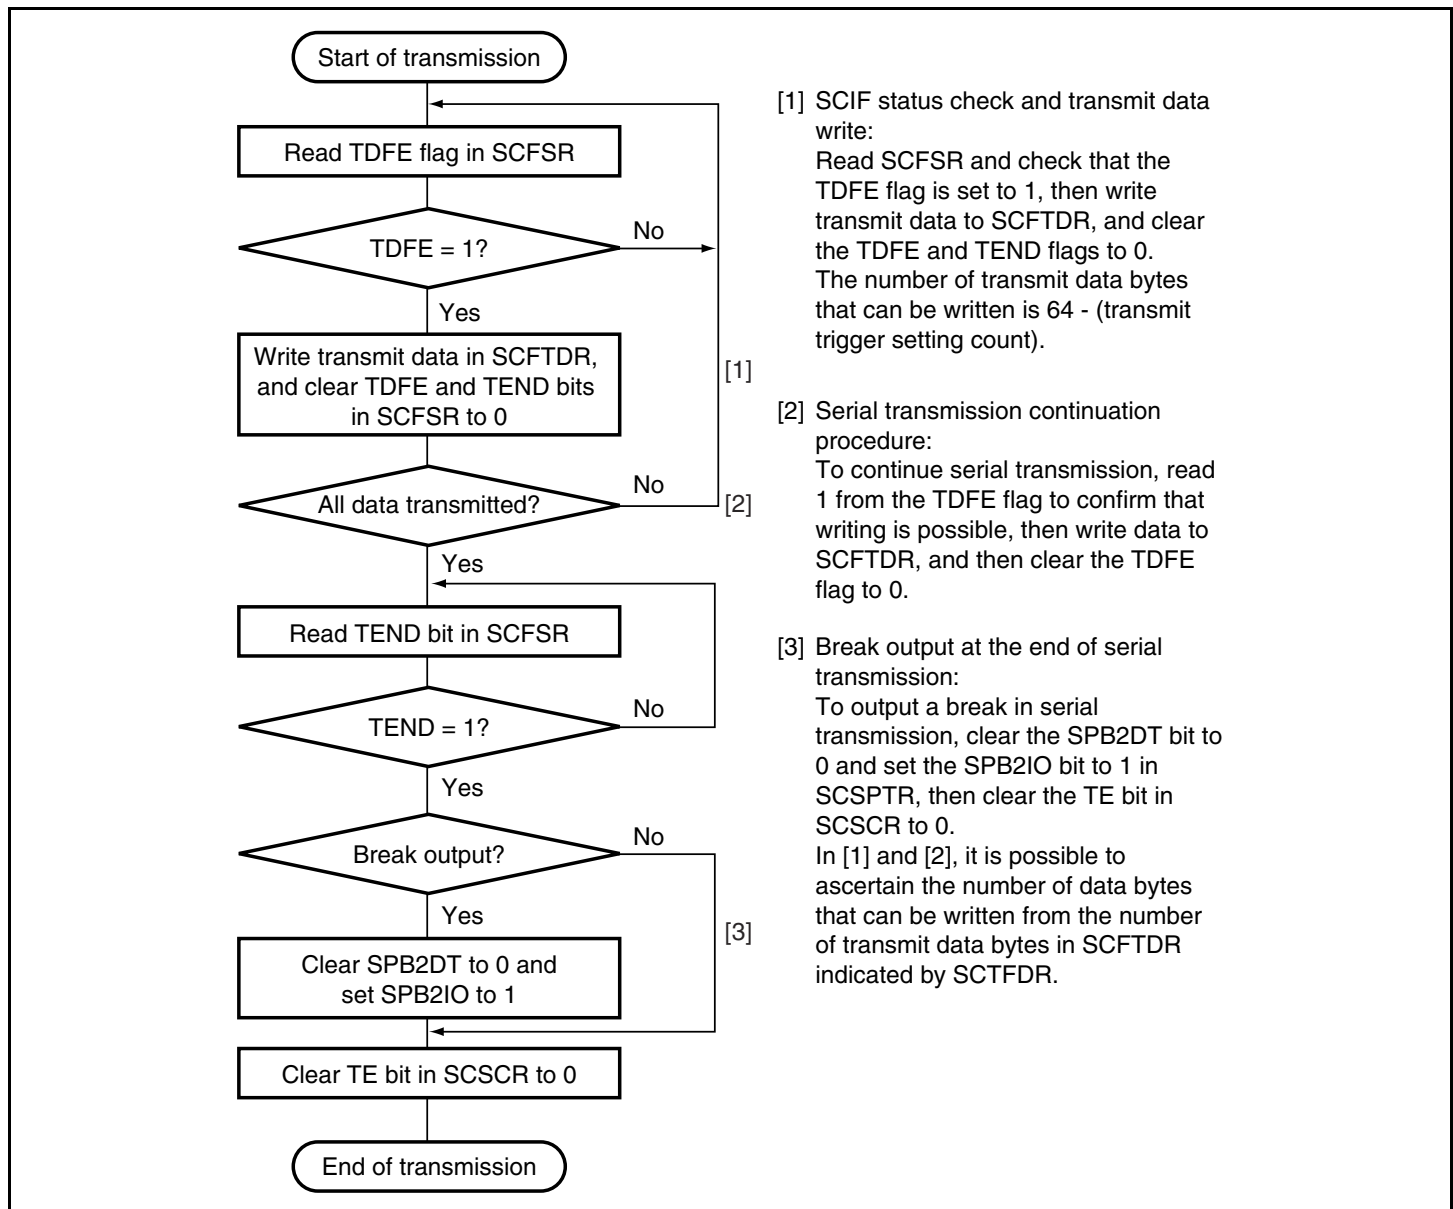 Start of transmission
Read TDFE flag in SCFSR
TDFE = 1?
No
Yes
Write transmit data in SCFTDR,
and clear TDFE and TEND bits
in SCFSR to 0
[1]
All data transmitted?
No
[2]
Yes
Read TEND bit in SCFSR
TEND = 1?
No
Yes
Break output?
No
Yes
[3]
Clear SPB2DT to 0 and
set SPB2IO to 1
Clear TE bit in SCSCR to 0
End of transmission
[1] SCIF status check and transmit data
write:
Read SCFSR and check that the
TDFE flag is set to 1, then write
transmit data to SCFTDR, and clear
the TDFE and TEND flags to 0.
The number of transmit data bytes
that can be written is 64 - (transmit
trigger setting count).
[2] Serial transmission continuation
procedure:
To continue serial transmission, read
1 from the TDFE flag to confirm that
writing is possible, then write data to
SCFTDR, and then clear the TDFE
flag to 0.
[3] Break output at the end of serial
transmission:
To output a break in serial
transmission, clear the SPB2DT bit to
0 and set the SPB2IO bit to 1 in
SCSPTR, then clear the TE bit in
SCSCR to 0.
In [1] and [2], it is possible to
ascertain the number of data bytes
that can be written from the number
of transmit data bytes in SCFTDR
indicated by SCTFDR.